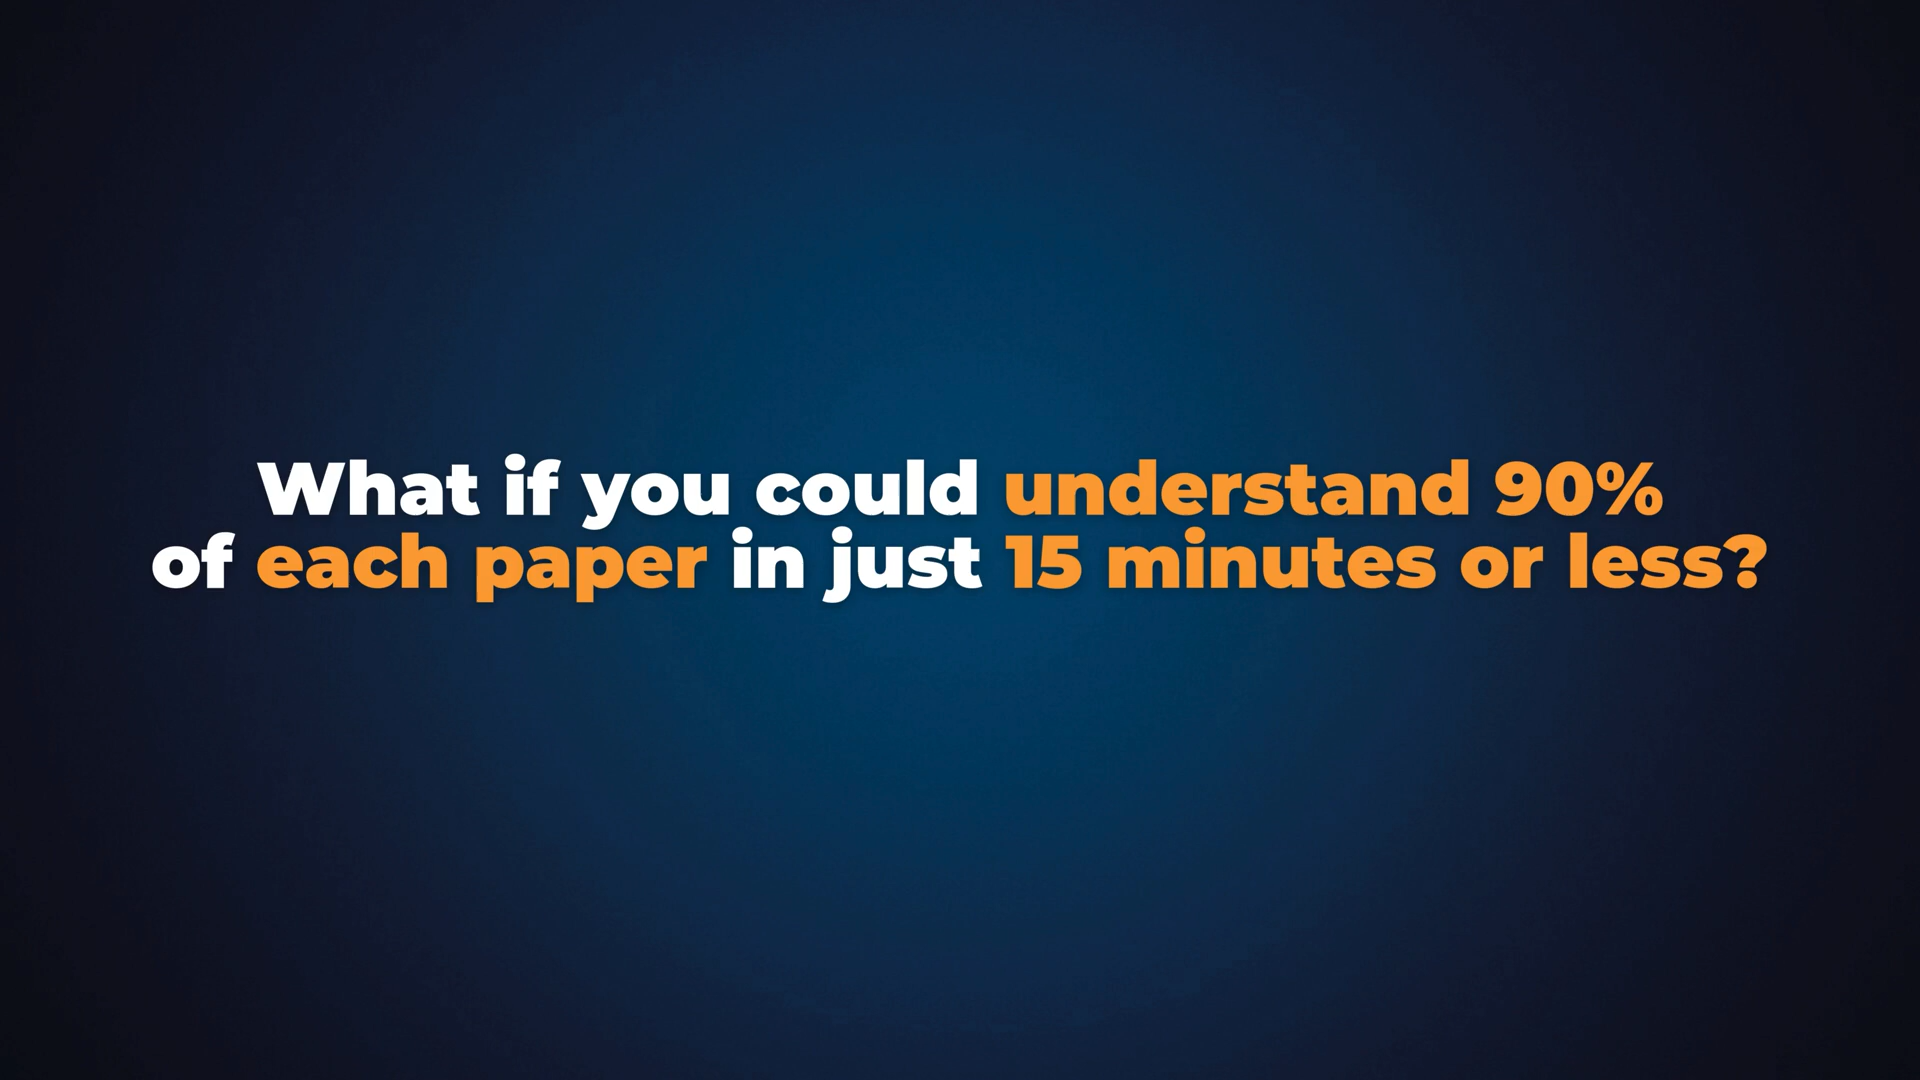 What if you could understand 90%
of each paper in just 15 minutes or less?